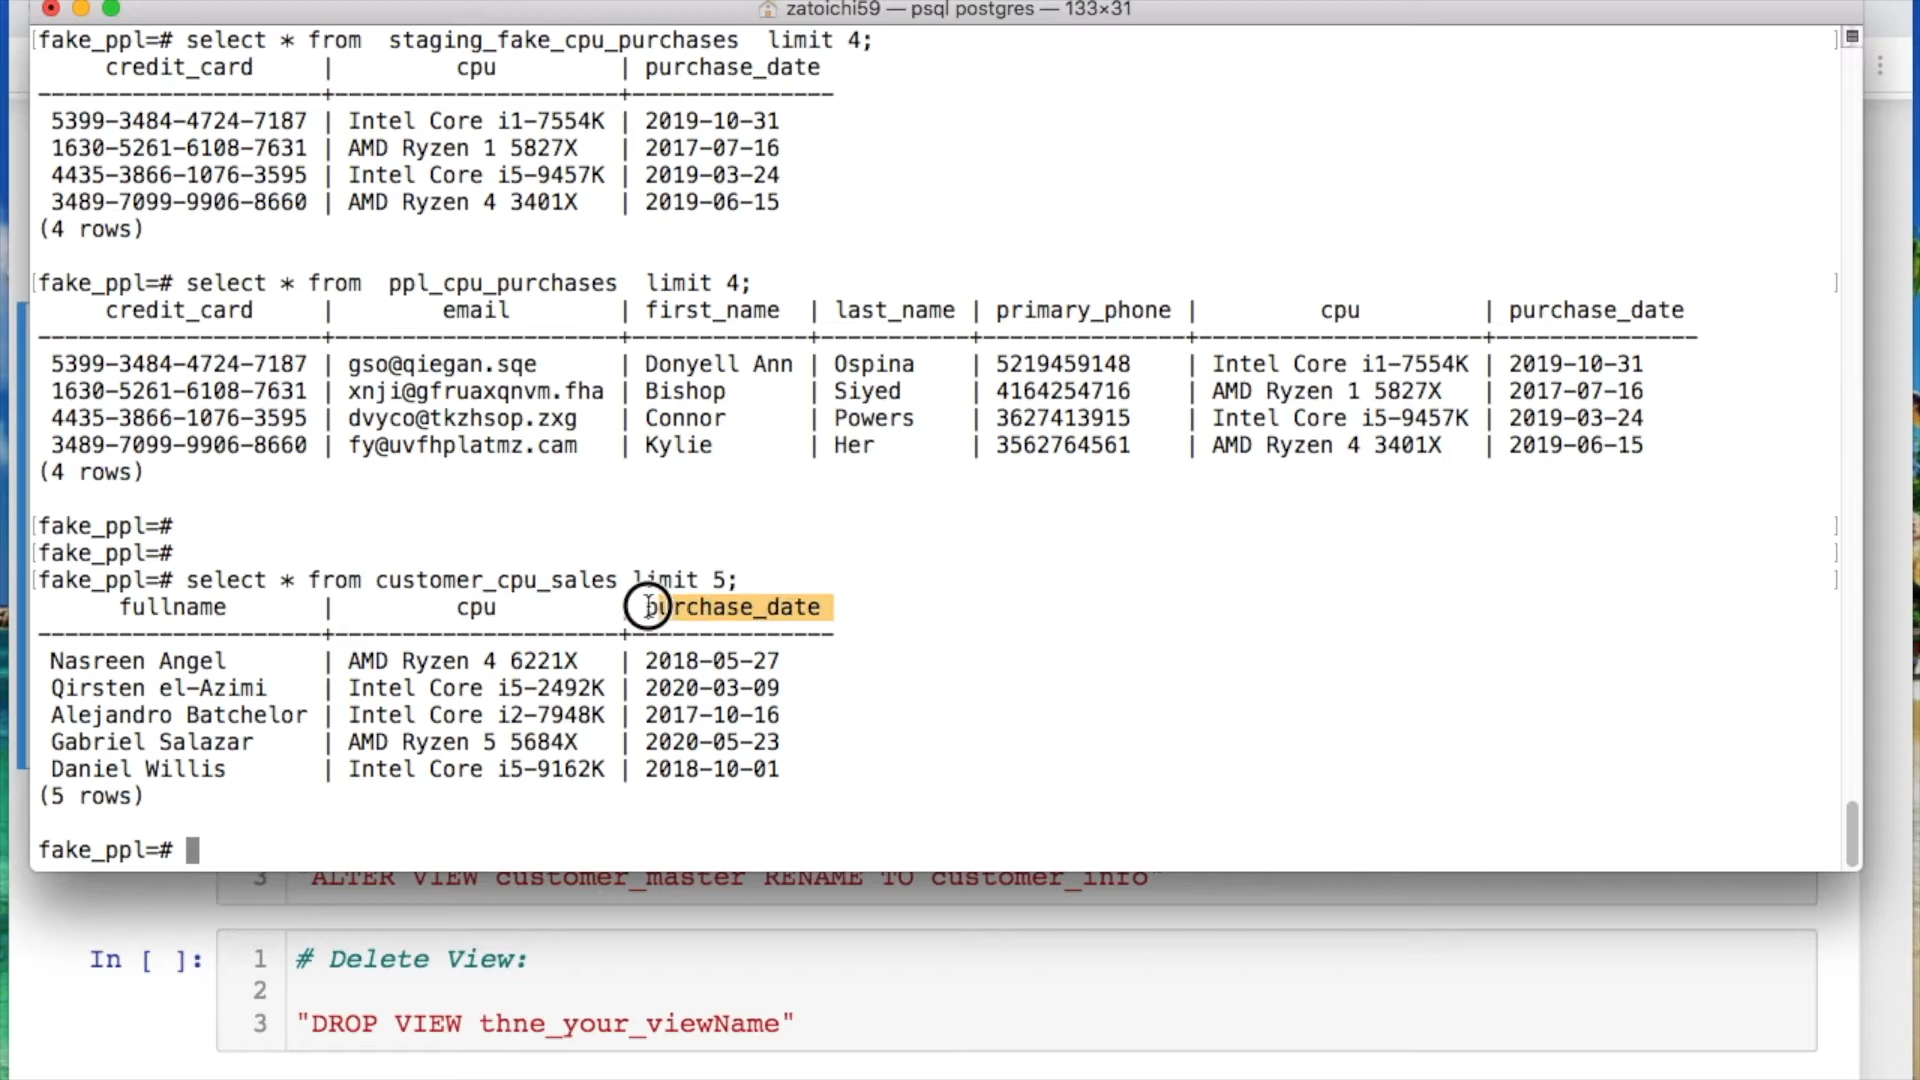 zatoichi59 — psql postgres — 133×31
[fake_ppl=# select * from  staging_fake_cpu_purchases  limit 4; ]
credit_card | cpu | purchase_date
---------------------+----------------------+---------------
5399-3484-4724-7187 | Intel Core i1-7554K | 2019-10-31
1630-5261-6108-7631 | AMD Ryzen 1 5827X | 2017-07-16
4435-3866-1076-3595 | Intel Core i5-9457K | 2019-03-24
3489-7099-9906-8660 | AMD Ryzen 4 3401X | 2019-06-15
(4 rows)
[fake_ppl=# select * from  ppl_cpu_purchases  limit 4; ]
credit_card | email | first_name | last_name | primary_phone | cpu | purchase_date
---------------------+----------------------+-------------+-----------+---------------+---------------------+---------------
5399-3484-4724-7187 | gso@qiegan.sqe | Donyell Ann | Ospina | 5219459148 | Intel Core i1-7554K | 2019-10-31
1630-5261-6108-7631 | xnji@gfruaxqnvm.fha | Bishop | Siyed | 4164254716 | AMD Ryzen 1 5827X | 2017-07-16
4435-3866-1076-3595 | dvyco@tkzhsop.zxg | Connor | Powers | 3627413915 | Intel Core i5-9457K | 2019-03-24
3489-7099-9906-8660 | fy@uvfhplatmz.cam | Kylie | Her | 3562764561 | AMD Ryzen 4 3401X | 2019-06-15
(4 rows)
[fake_ppl=# ]
[fake_ppl=# ]
[fake_ppl=# select * from customer_cpu_sales limit 5; ]
fullname | cpu | purchase_date
---------------------+---------------------+---------------
Nasreen Angel | AMD Ryzen 4 6221X | 2018-05-27
Qirsten el-Azimi | Intel Core i5-2492K | 2020-03-09
Alejandro Batchelor | Intel Core i2-7948K | 2017-10-16
Gabriel Salazar | AMD Ryzen 5 5684X | 2020-05-23
Daniel Willis | Intel Core i5-9162K | 2018-10-01
(5 rows)
fake_ppl=#
3 "ALTER VIEW customer_master RENAME TO customer_info"
In [ ]: 1 # Delete View:
2
3 "DROP VIEW thne_your_viewName"